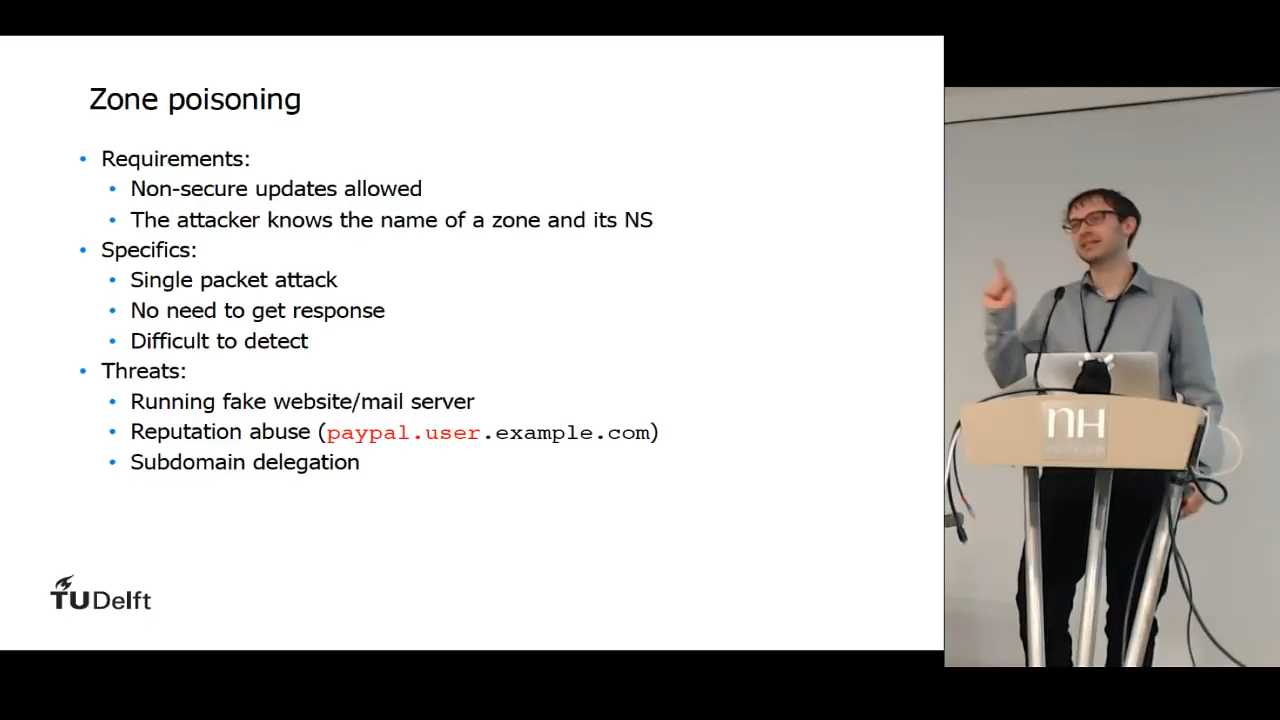 Zone poisoning
• Requirements:
• Non-secure updates allowed
• The attacker knows the name of a zone and its NS
• Specifics:
• Single packet attack
• No need to get response
• Difficult to detect
• Threats:
• Running fake website/mail server
• Reputation abuse (paypal.user.example.com)
• Subdomain delegation
TUDelft
NH